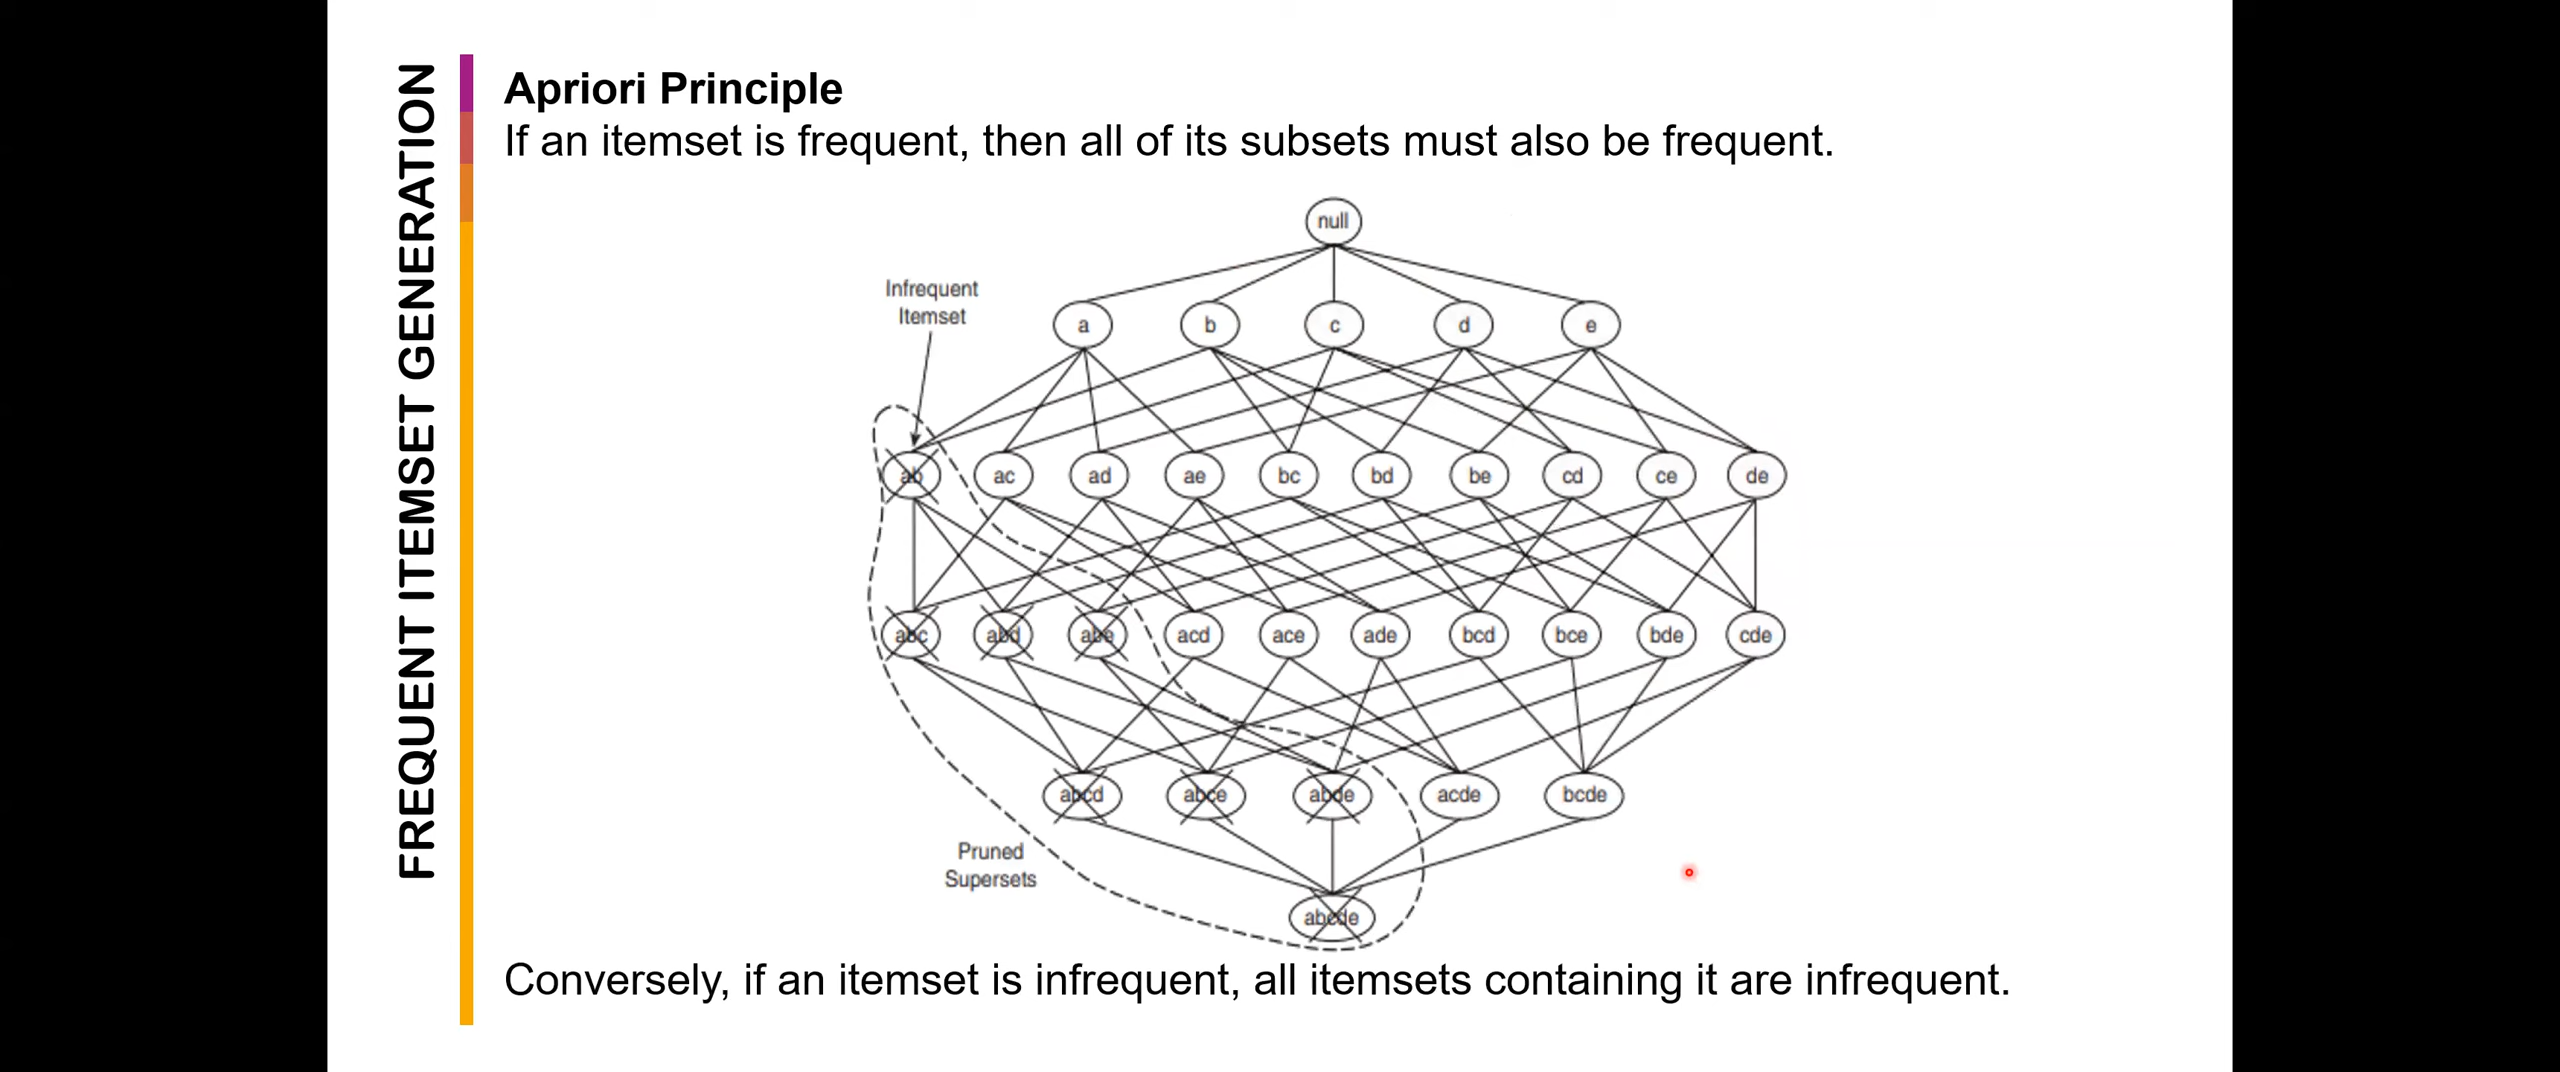 FREQUENT ITEMSET GENERATION
Apriori Principle
If an itemset is frequent, then all of its subsets must also be frequent.
null
Infrequent
Itemset
a b c d e
ab ac ad ae bc bd be cd ce de
abc abd abe acd ace ade bcd bce bde cde
abcd abce abde acde bcde
Pruned
Supersets
abcde
Conversely, if an itemset is infrequent, all itemsets containing it are infrequent.